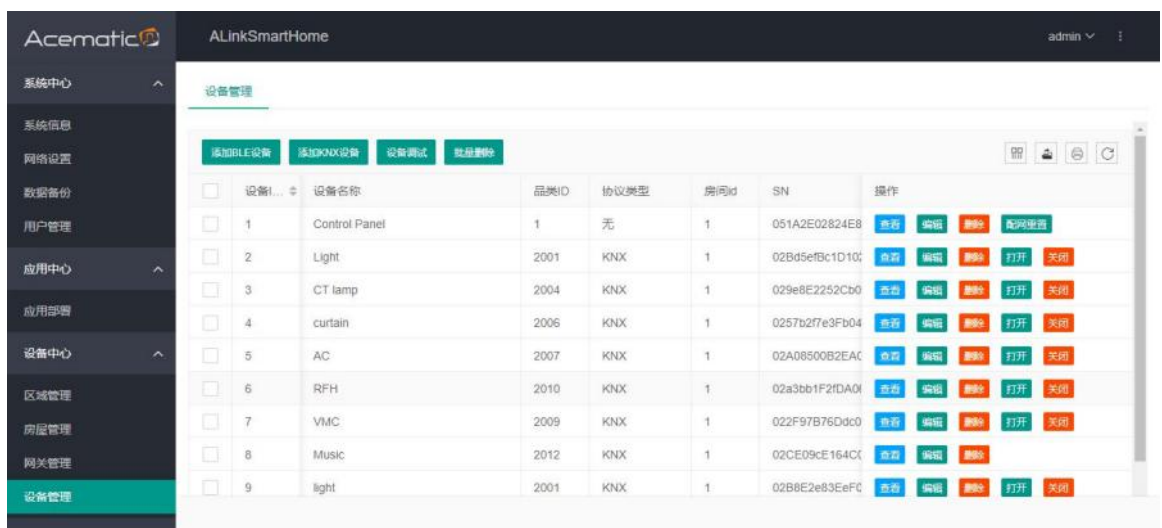 Acematic
ALinkSmartHome
admin
系统中心
系统信息
网络设置
数据备份
用户管理
应用中心
应用部署
设备中心
区域管理
房屋管理
网关管理
设备管理
设备管理
添加BLE设备 添加KNX设备 设备调试 批量删除
设备I... 设备名称 品类ID 协议类型 房间id SN 操作
1 Control Panel 1 无 1 051A2E02824E8 查看 编辑 删除 配网重置
2 Light 2001 KNX 1 02Bd5efBc1D102 查看 编辑 删除 打开 关闭
3 CT lamp 2004 KNX 1 029e8E2252Cb0 查看 编辑 删除 打开 关闭
4 curtain 2006 KNX 1 0257b2f7e3Fb04 查看 编辑 删除 打开 关闭
5 AC 2007 KNX 1 02A08500B2EAC 查看 编辑 删除 打开 关闭
6 RFH 2010 KNX 1 02a3bb1F2fDA0 查看 编辑 删除 打开 关闭
7 VMC 2009 KNX 1 022F97B76Ddc0 查看 编辑 删除 打开 关闭
8 Music 2012 KNX 1 02CE09cE164C 查看 编辑 删除
9 light 2001 KNX 1 02B8E2e83EeF 查看 编辑 删除 打开 关闭